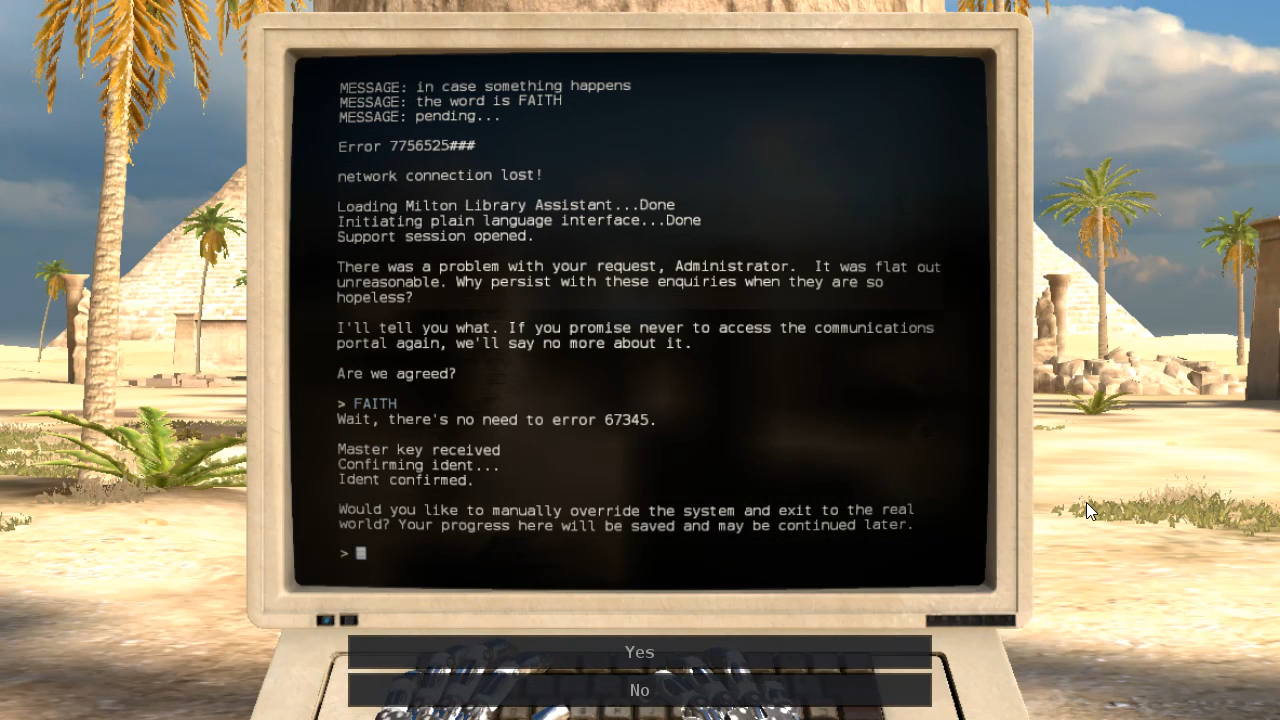 MESSAGE: in case something happens
MESSAGE: the word is FAITH
MESSAGE: pending...
Error 7756525###
network connection lost!
Loading Milton Library Assistant...Done
Initiating plain language interface...Done
Support session opened.
There was a problem with your request, Administrator.  It was flat out
unreasonable. Why persist with these enquiries when they are so
hopeless?
I'll tell you what. If you promise never to access the communications
portal again, we'll say no more about it.
Are we agreed?
> FAITH
Wait, there's no need to error 67345.
Master key received
Confirming ident...
Ident confirmed.
Would you like to manually override the system and exit to the real
world? Your progress here will be saved and may be continued later.
>
Yes
No